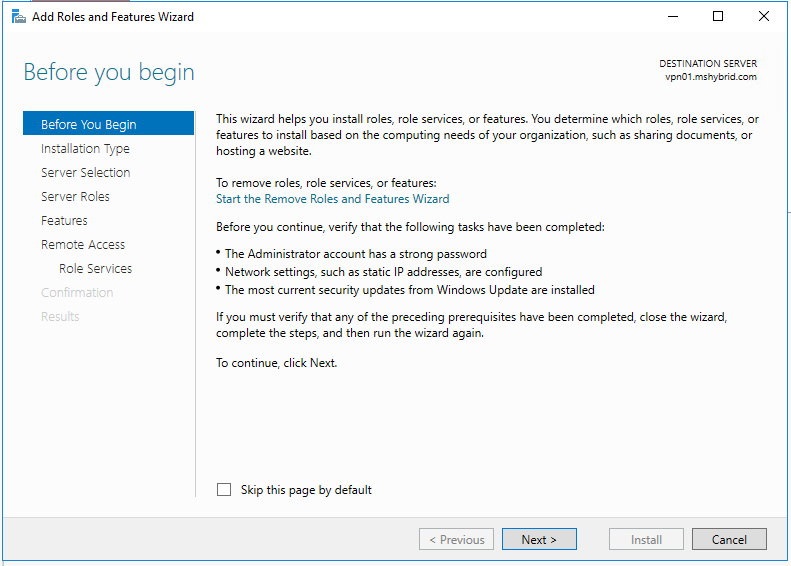 Add Roles and Features Wizard
Before you begin
DESTINATION SERVER
vpn01.mshybrid.com
Before You Begin
Installation Type
Server Selection
Server Roles
Features
Remote Access
Role Services
Confirmation
Results
This wizard helps you install roles, role services, or features. You determine which roles, role services, or
features to install based on the computing needs of your organization, such as sharing documents, or
hosting a website.
To remove roles, role services, or features:
Start the Remove Roles and Features Wizard
Before you continue, verify that the following tasks have been completed:
• The Administrator account has a strong password
• Network settings, such as static IP addresses, are configured
• The most current security updates from Windows Update are installed
If you must verify that any of the preceding prerequisites have been completed, close the wizard,
complete the steps, and then run the wizard again.
To continue, click Next.
Skip this page by default
< Previous
Next >
Install
Cancel